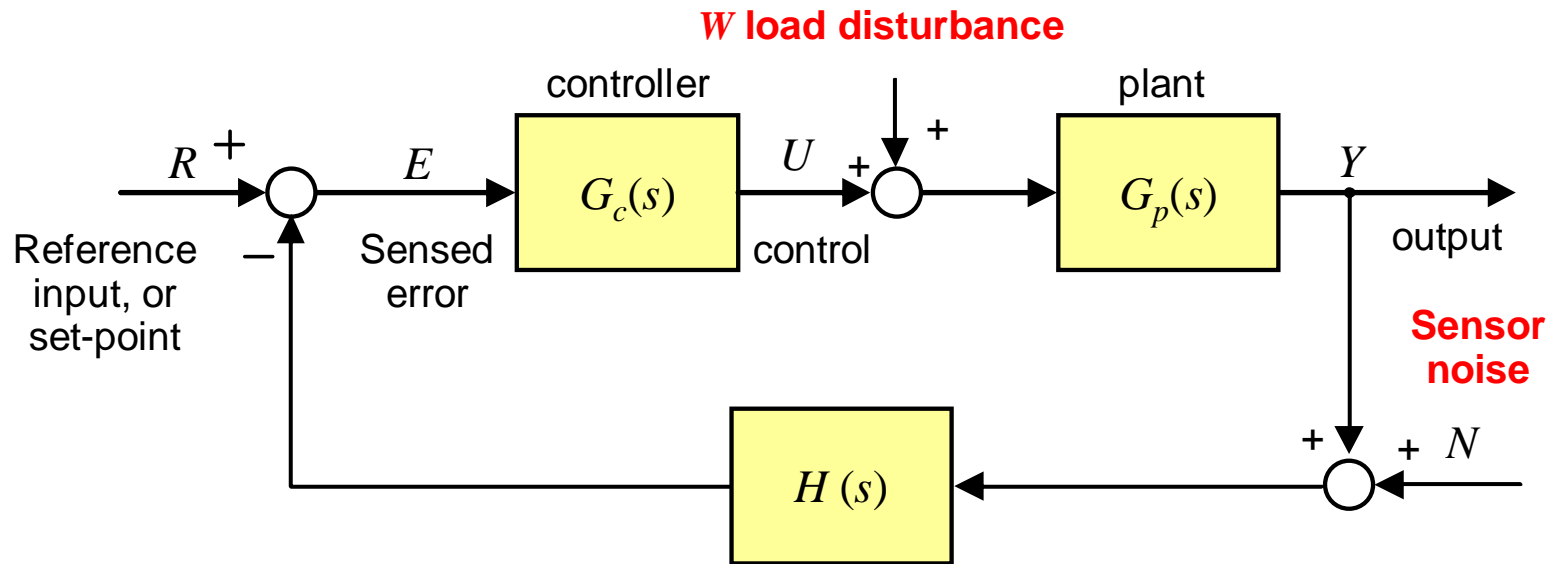 W load disturbance
controller
plant
+
R
+
E
G_c(s)
U
+
G_p(s)
Y
Reference
input, or
set-point
−
Sensed
error
control
output
Sensor
noise
H (s)
+
+
N